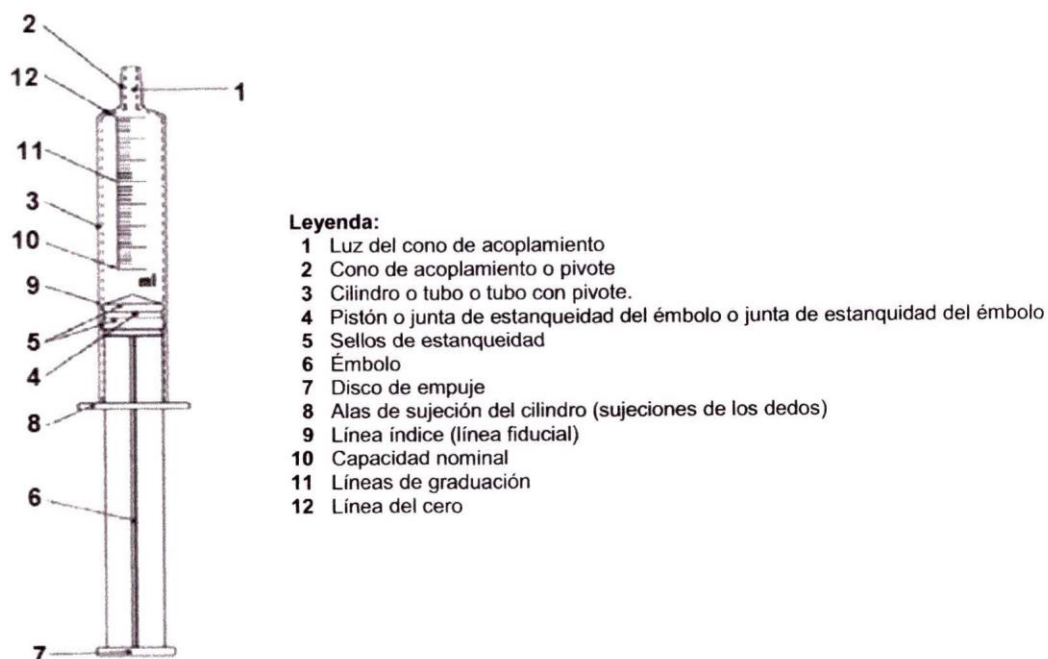 2
12
1
11
3
10
ml
9
5
4
8
6
7
Leyenda:
1 Luz del cono de acoplamiento
2 Cono de acoplamiento o pivote
3 Cilindro o tubo o tubo con pivote.
4 Pistón o junta de estanqueidad del émbolo o junta de estanquidad del émbolo
5 Sellos de estanqueidad
6 Émbolo
7 Disco de empuje
8 Alas de sujeción del cilindro (sujeciones de los dedos)
9 Línea índice (línea fiducial)
10 Capacidad nominal
11 Líneas de graduación
12 Línea del cero